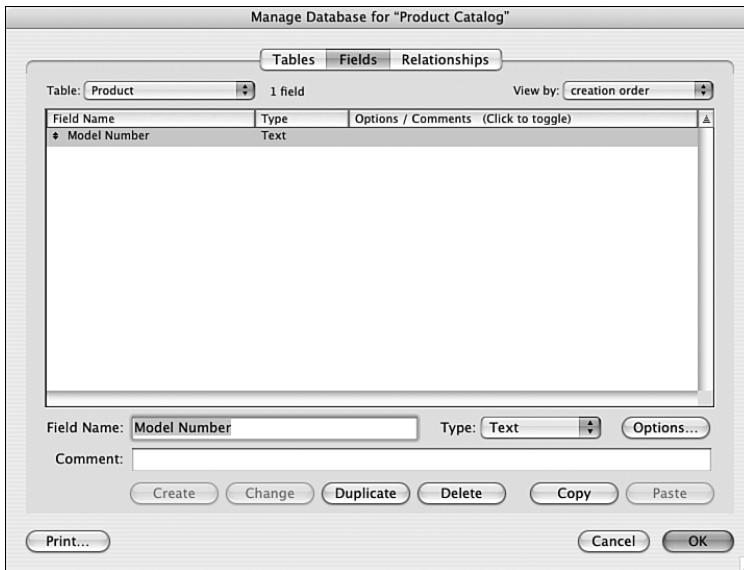 Manage Database for “Product Catalog”
Tables Fields Relationships
Table: Product 1 field View by: creation order
Field Name Type Options / Comments (Click to toggle)
Model Number Text
Field Name: Model Number Type: Text Options...
Comment:
Create Change Duplicate Delete Copy Paste
Print... Cancel OK